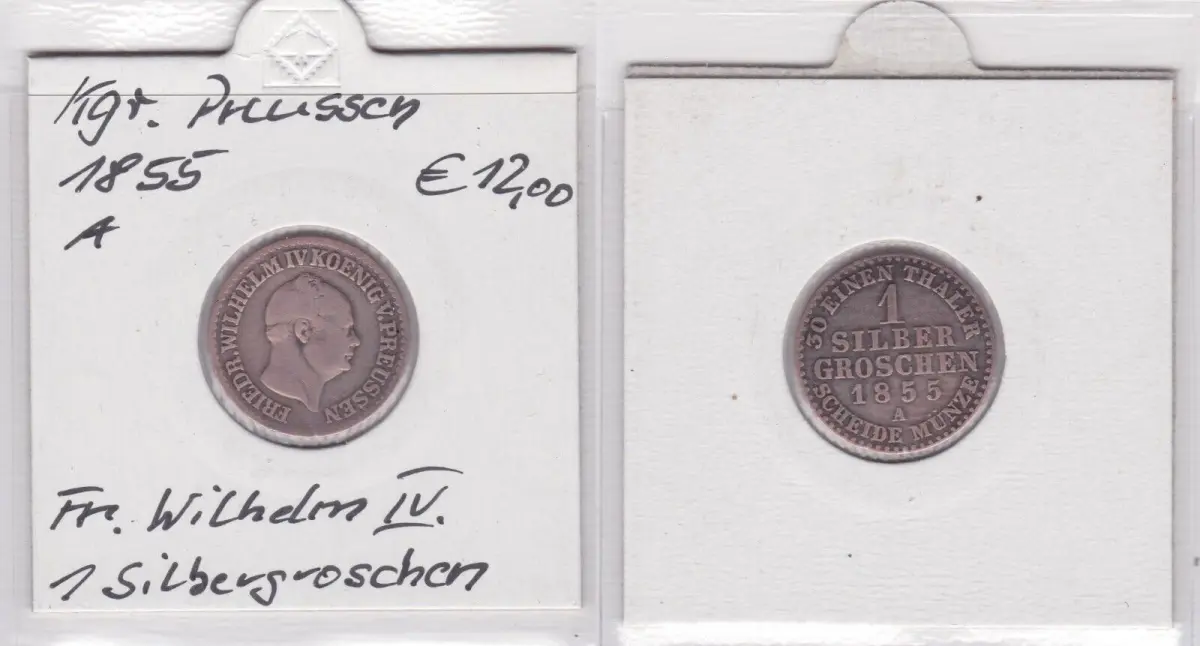 Kgr. Preussen
1855
€ 12,00
A
FRIEDR. WILHELM IV KOENIG V. PREUSSEN
Fr. Wilhelm IV.
1 Silbergroschen
30 EINEN THALER
1
SILBER
GROSCHEN
1855
A
SCHEIDE MÜNZE